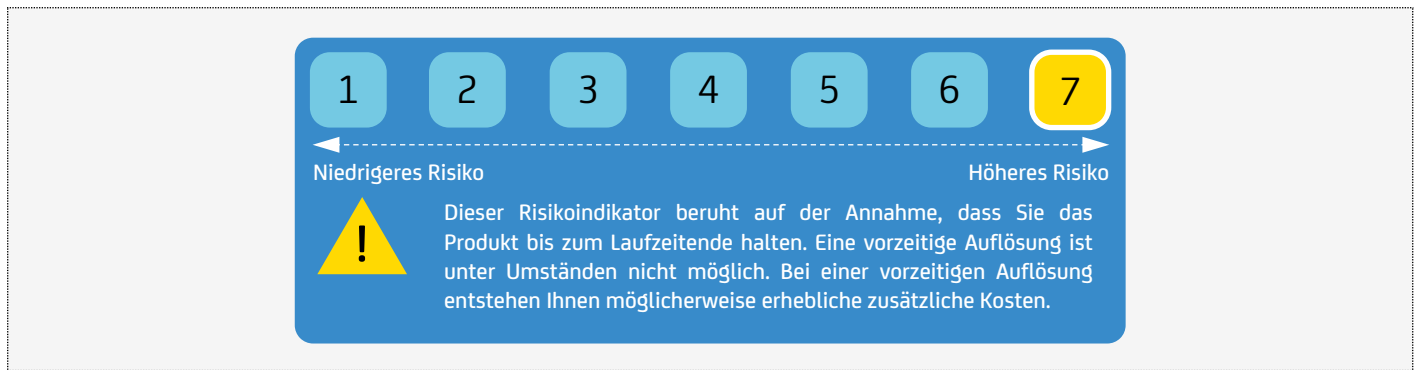 1 2 3 4 5 6 7
Niedrigeres Risiko Höheres Risiko
!
Dieser Risikoindikator beruht auf der Annahme, dass Sie das
Produkt bis zum Laufzeitende halten. Eine vorzeitige Auflösung ist
unter Umständen nicht möglich. Bei einer vorzeitigen Auflösung
entstehen Ihnen möglicherweise erhebliche zusätzliche Kosten.